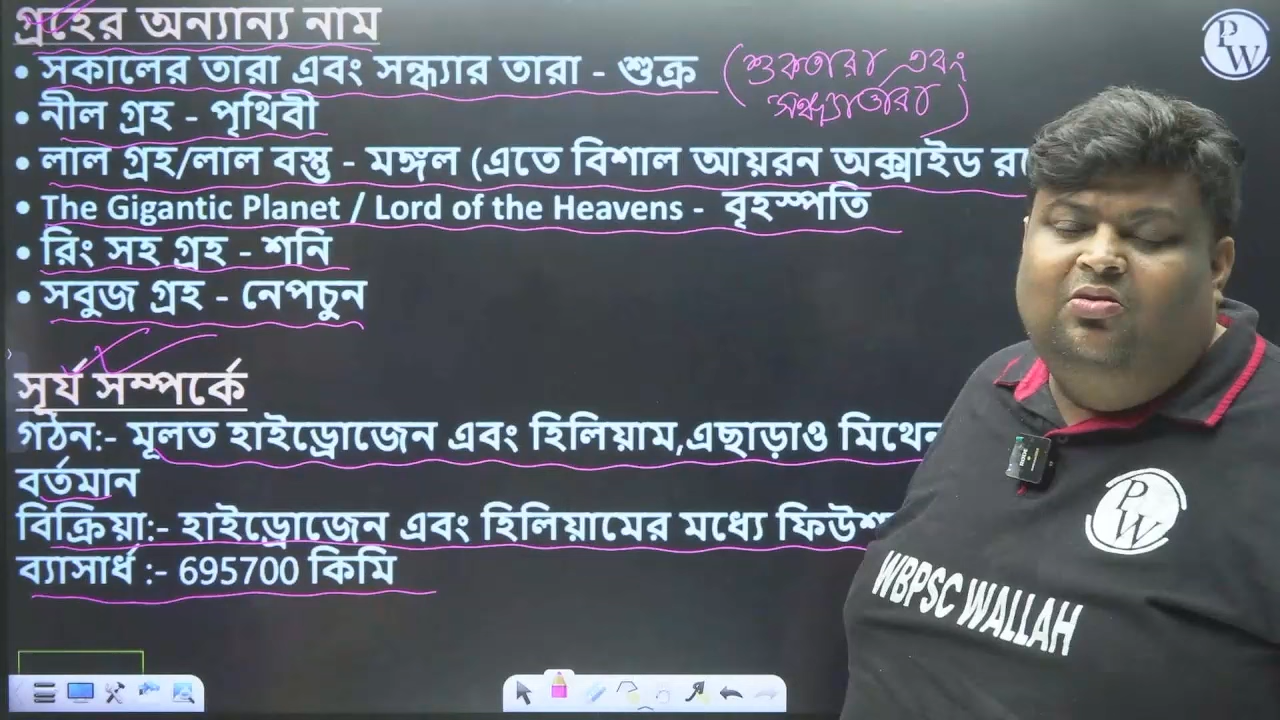 গ্রহের অন্যান্য নাম
• সকালের তারা এবং সন্ধ্যার তারা - শুক্র (শুকতারা এবং সন্ধ্যাতারা)
• নীল গ্রহ - পৃথিবী
• লাল গ্রহ/লাল বস্তু - মঙ্গল (এতে বিশাল আয়রন অক্সাইড
• The Gigantic Planet / Lord of the Heavens - বৃহস্পতি
• রিং সহ গ্রহ - শনি
• সবুজ গ্রহ - নেপচুন
সূর্য সম্পর্কে
গঠন:- মূলত হাইড্রোজেন এবং হিলিয়াম,এছাড়াও মিথেন
বর্তমান
বিক্রিয়া:- হাইড্রোজেন এবং হিলিয়ামের মধ্যে
ব্যাসার্ধ :- 695700 কিমি
PW
PW
WBPSC WALLAH